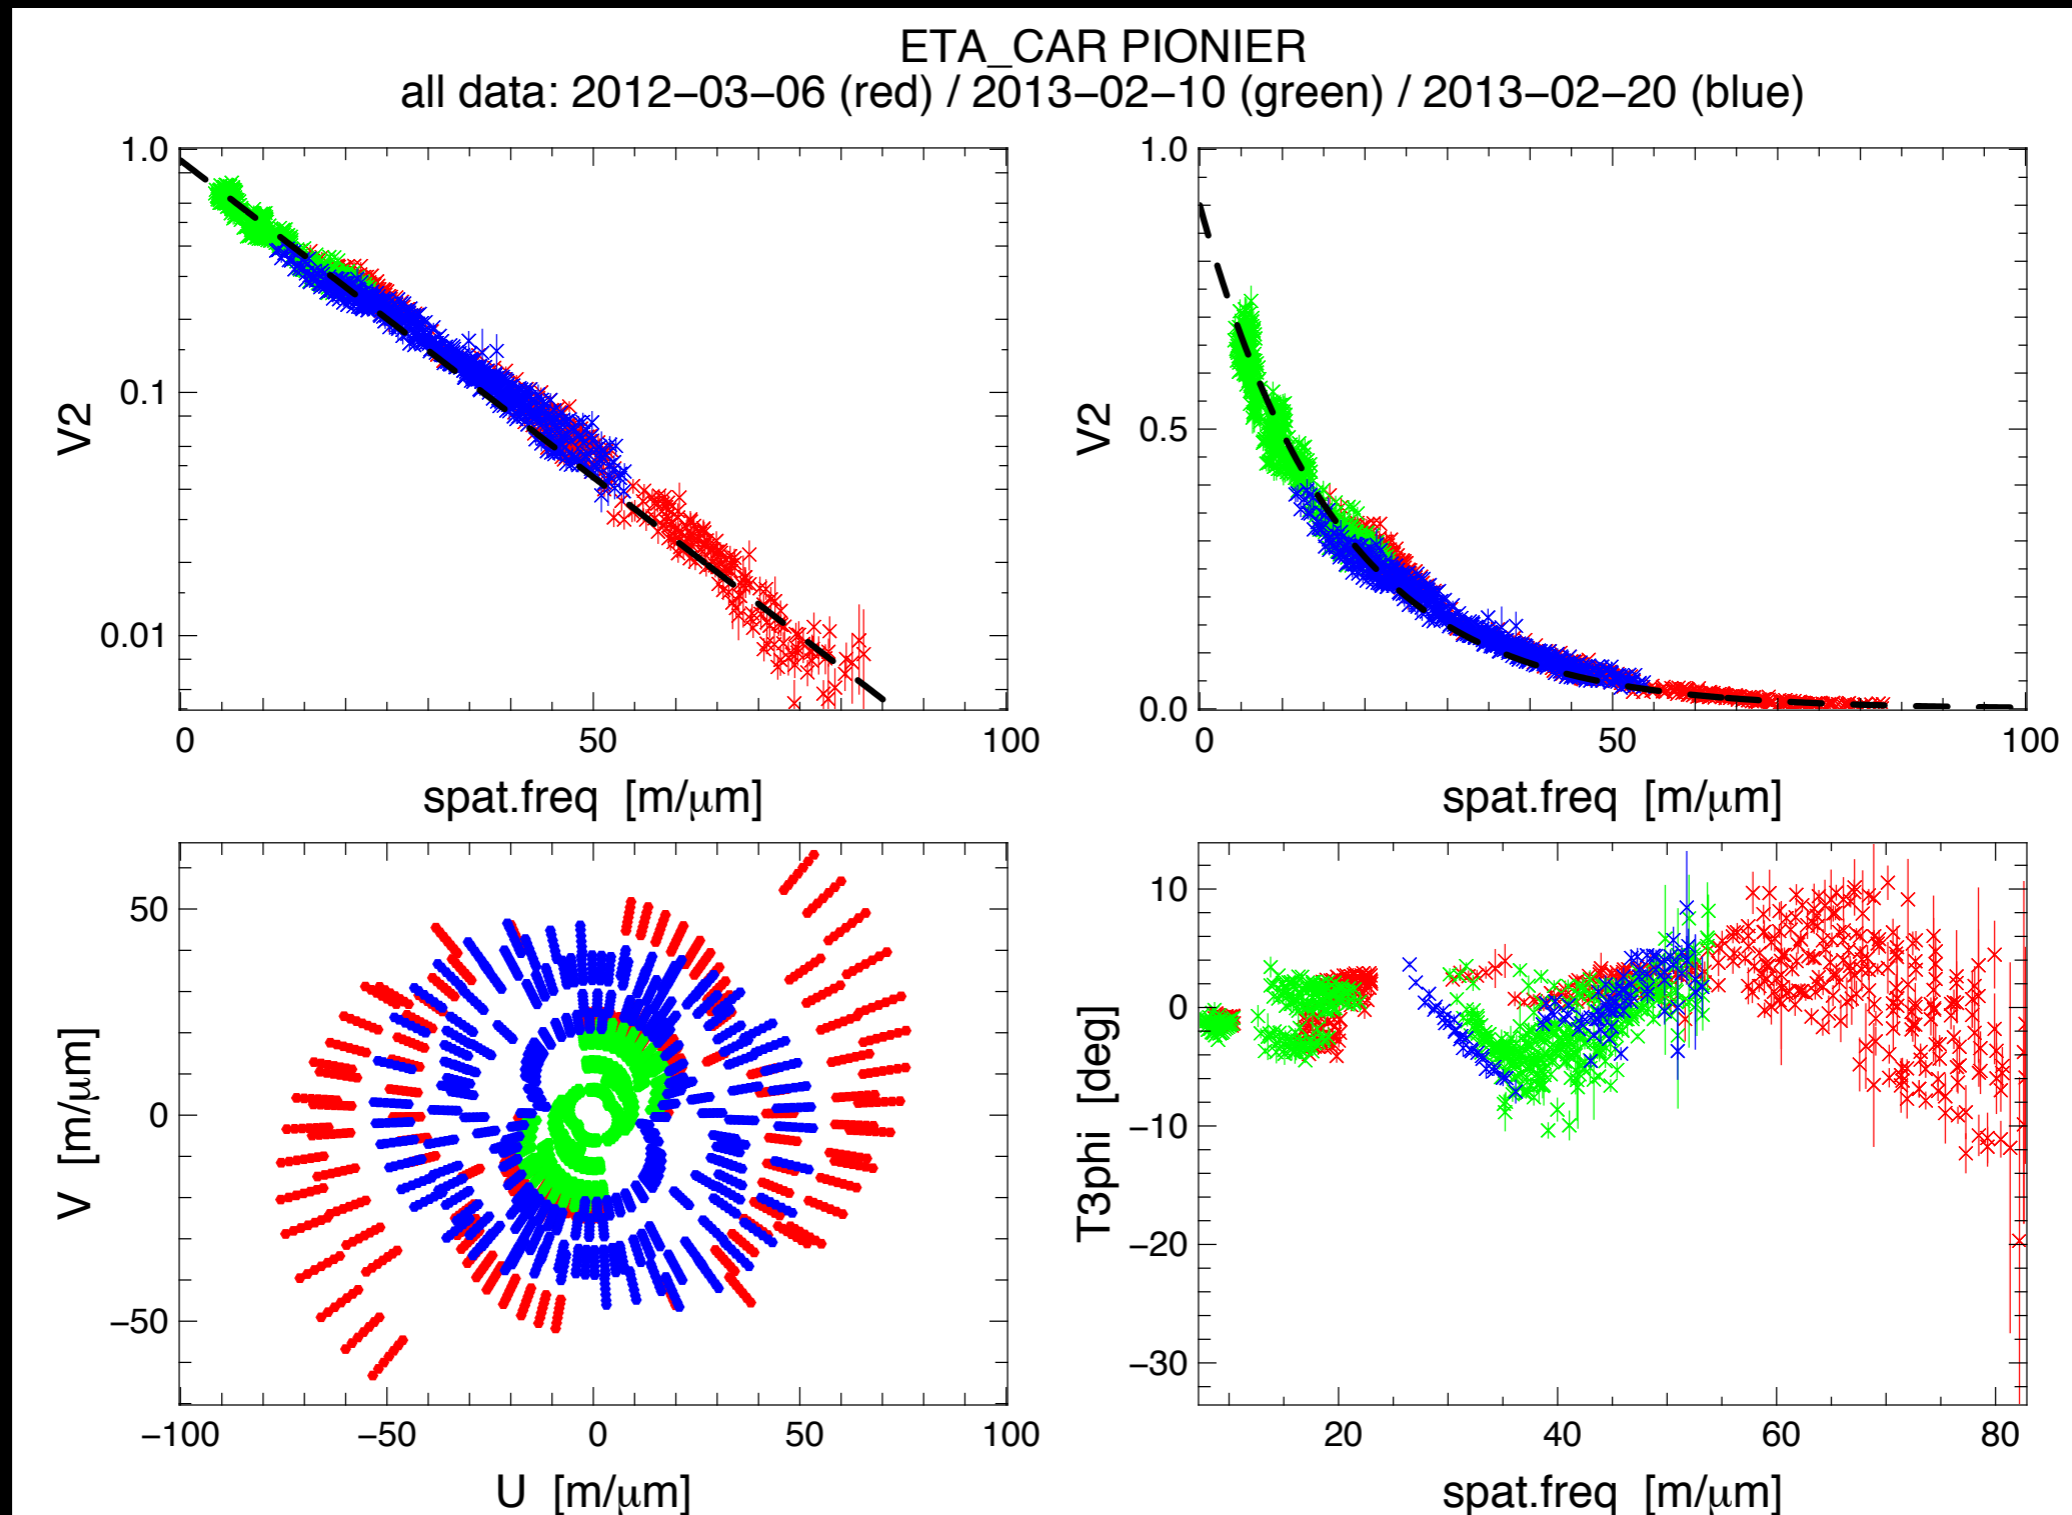 ETA_CAR PIONIER
all data: 2012−03−06 (red) / 2013−02−10 (green) / 2013−02−20 (blue)
1.0
0.1
0.01
V2
0 50 100
spat.freq [m/μm]
1.0
0.5
0.0
V2
0 50 100
spat.freq [m/μm]
50
0
−50
V [m/μm]
−100 −50 0 50 100
U [m/μm]
10
0
−10
−20
−30
T3phi [deg]
20 40 60 80
spat.freq [m/μm]